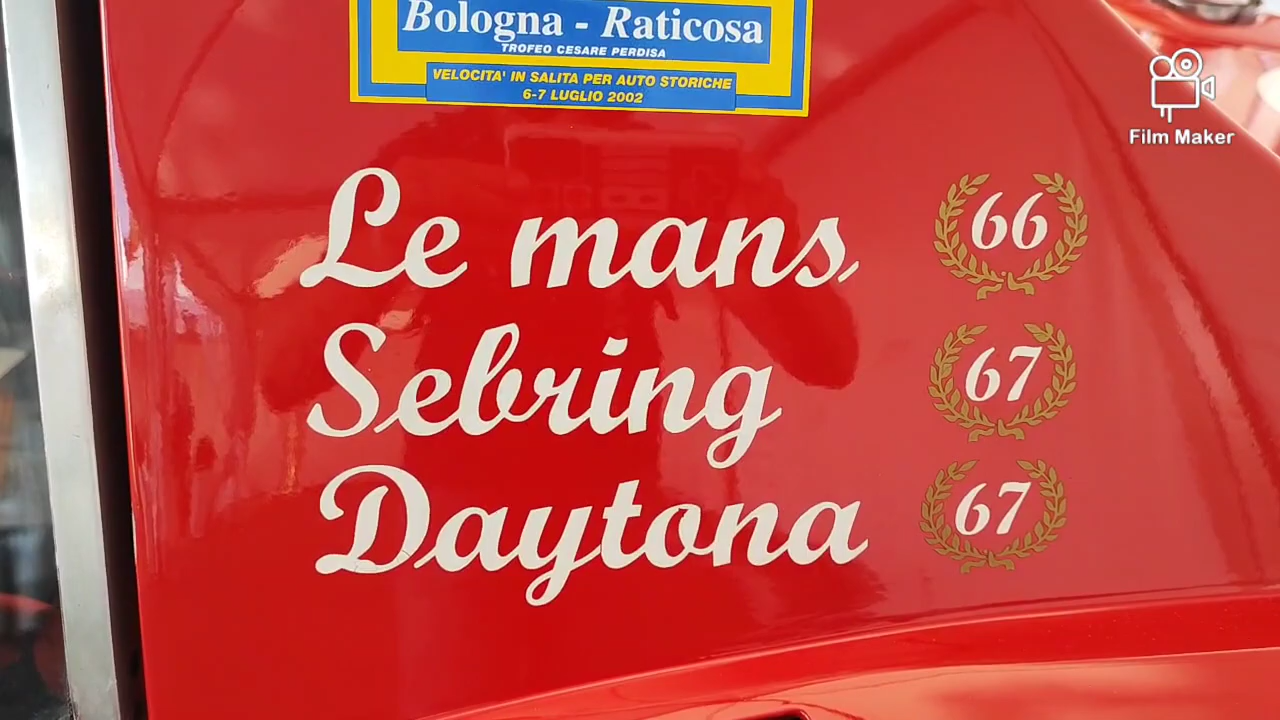 Bologna - Raticosa
TROFEO CESARE PERDISA
VELOCITA' IN SALITA PER AUTO STORICHE
6-7 LUGLIO 2002
Film Maker
Le mans 66
Sebring 67
Daytona 67